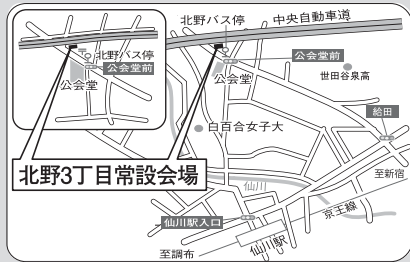 北野バス停
公会堂前
公会堂
北野バス停
中央自動車道
公会堂前
公会堂
世田谷泉高
給田
白百合女子大
北野3丁目常設会場
仙川
至新宿
仙川駅入口
京王線
仙川駅
至調布